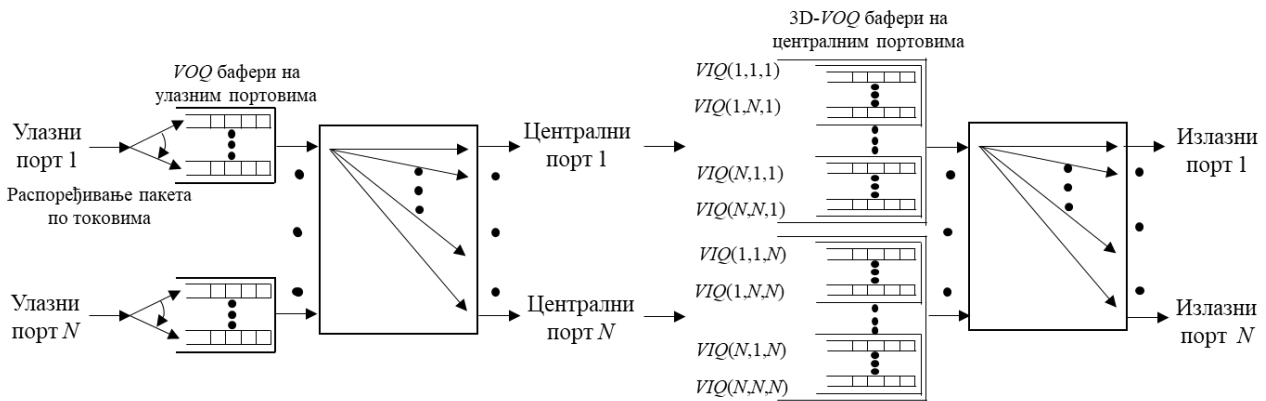 VOQ бафери на
улазним портовима
Улазни
порт 1
Распоређивање пакета
по токовима
Улазни
порт N
Централни
порт 1
Централни
порт N
3D-VOQ бафери на
централним портовима
VIQ(1,1,1)
VIQ(1,N,1)
VIQ(N,1,1)
VIQ(N,N,1)
VIQ(1,1,N)
VIQ(1,N,N)
VIQ(N,1,N)
VIQ(N,N,N)
Излазни
порт 1
Излазни
порт N